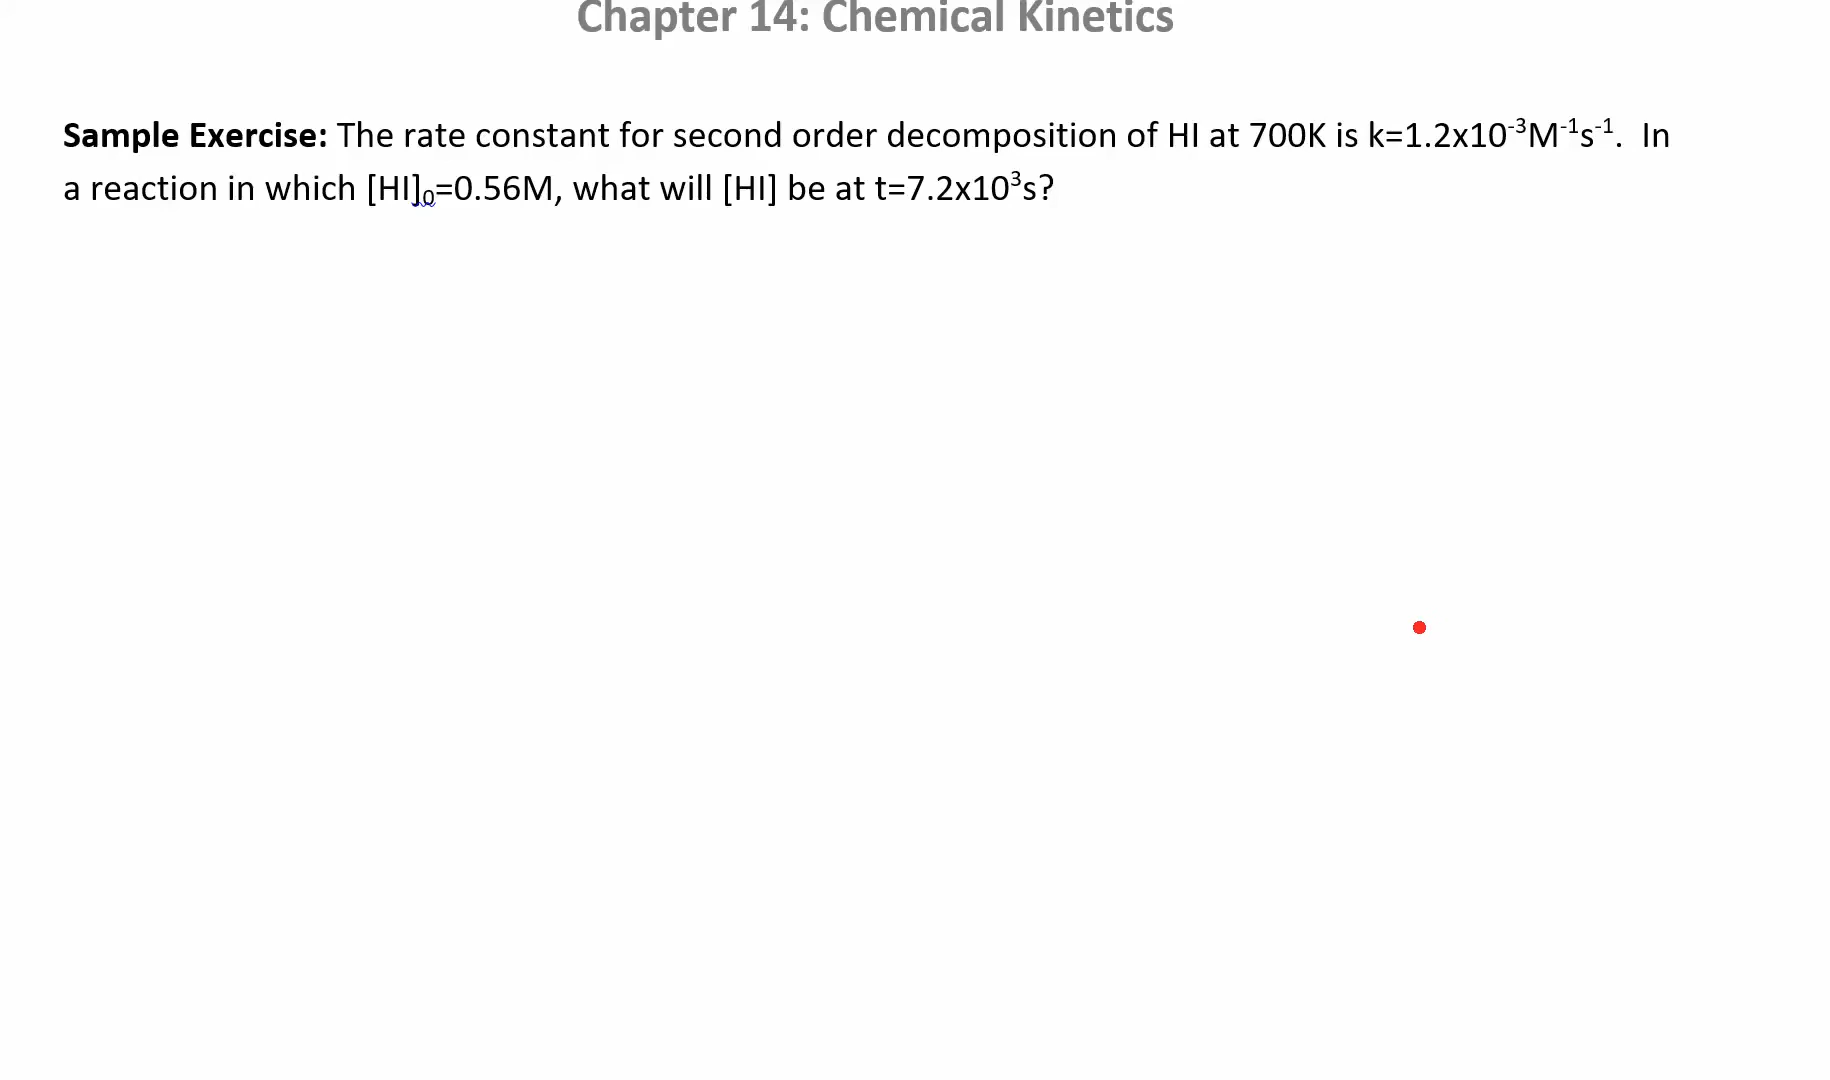 Chapter 14: Chemical Kinetics
Sample Exercise: The rate constant for second order decomposition of HI at 700K is k=1.2x10⁻³M⁻¹s⁻¹.  In
a reaction in which [HI]₀=0.56M, what will [HI] be at t=7.2x10³s?